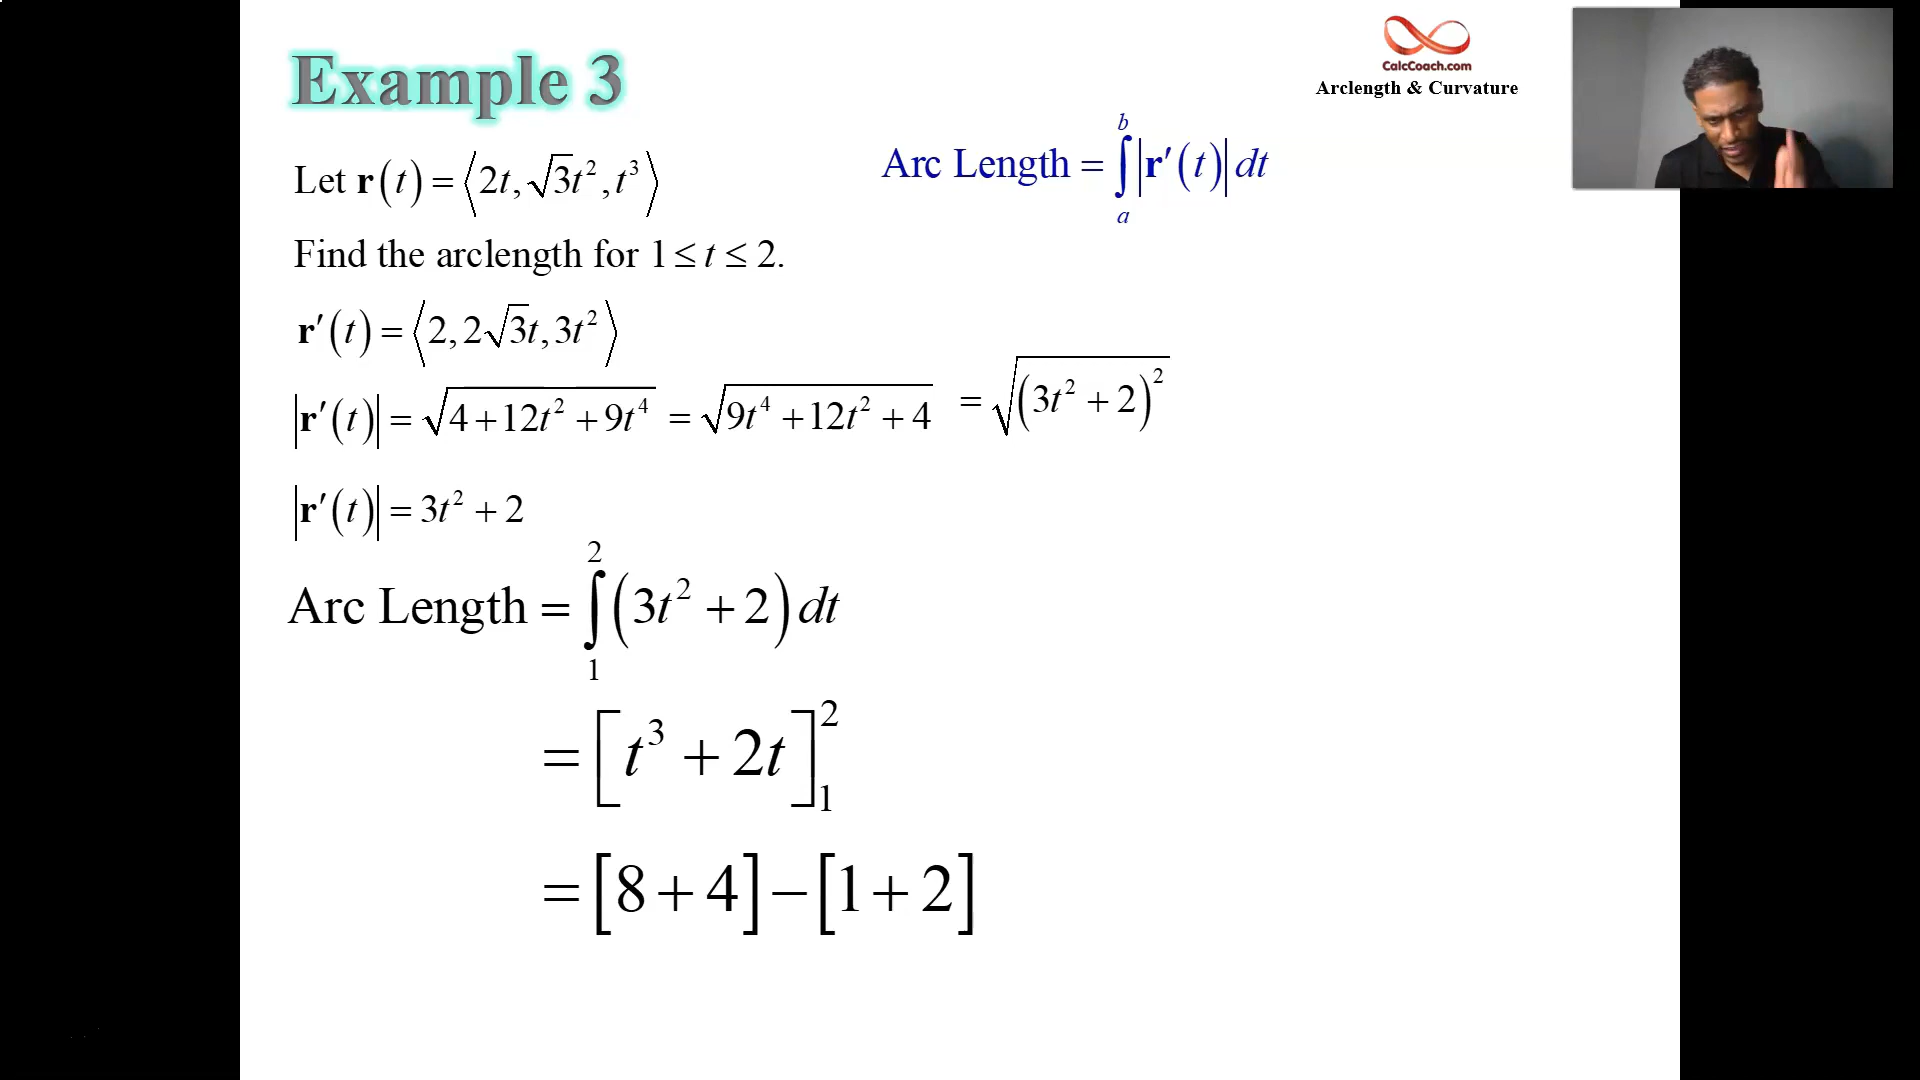 Example 3
CalcCoach.com
Arclength & Curvature
Let r(t) = ⟨2t, √3t², t³⟩
Arc Length = ∫ₐᵇ |r′(t)| dt
Find the arclength for 1 ≤ t ≤ 2.
r′(t) = ⟨2, 2√3t, 3t²⟩
|r′(t)| = √(4 + 12t² + 9t⁴) = √(9t⁴ + 12t² + 4) = √((3t² + 2)²)
|r′(t)| = 3t² + 2
Arc Length = ∫₁² (3t² + 2) dt
= [t³ + 2t]₁²
= [8 + 4] − [1 + 2]